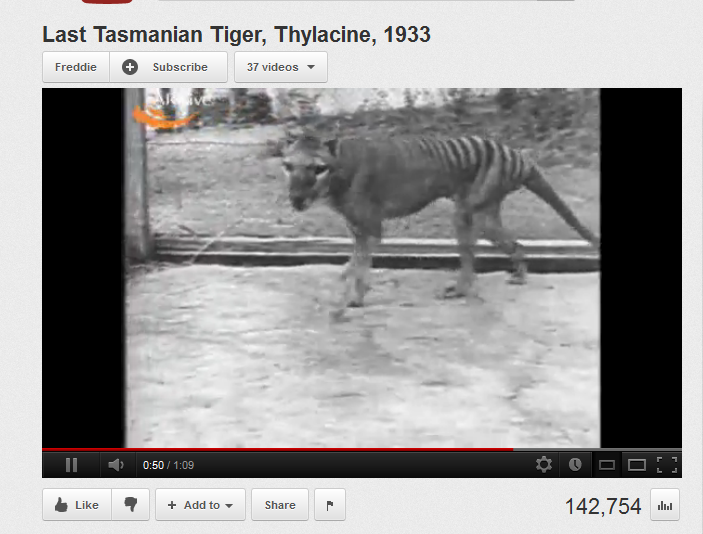 Last Tasmanian Tiger, Thylacine, 1933
Freddie Subscribe 37 videos
ARKive
0:50 / 1:09
Like + Add to Share 142,754